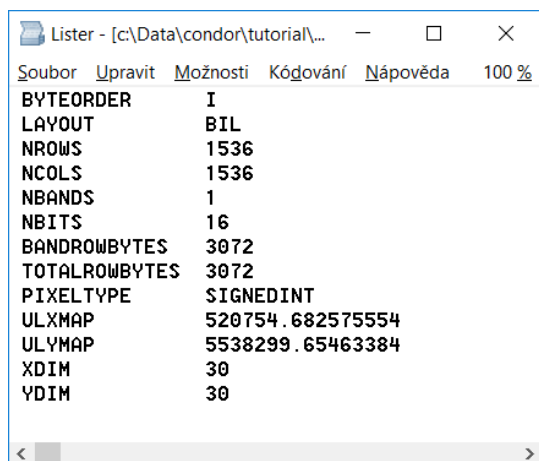 Lister - [c:\Data\condor\tutorial\...
Soubor Upravit Možnosti Kódování Nápověda 100 %
BYTEORDER I
LAYOUT BIL
NROWS 1536
NCOLS 1536
NBANDS 1
NBITS 16
BANDROWBYTES 3072
TOTALROWBYTES 3072
PIXELTYPE SIGNEDINT
ULXMAP 520754.682575554
ULYMAP 5538299.65463384
XDIM 30
YDIM 30